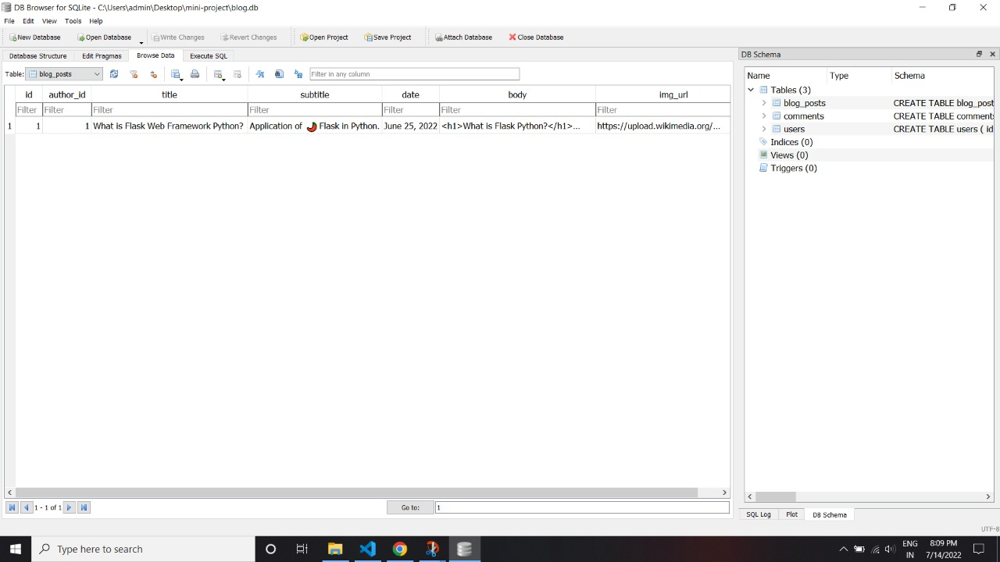 DB Browser for SQLite - C:\Users\admin\Desktop\mini-project\blog.db
File Edit View Tools Help
New Database Open Database Write Changes Revert Changes Open Project Save Project Attach Database Close Database
Database Structure Edit Pragmas Browse Data Execute SQL
Table: blog_posts Filter in any column
id author_id title subtitle date body img_url
Filter Filter Filter Filter Filter Filter Filter
1 1 1 What is Flask Web Framework Python? Application of Flask in Python. June 25, 2022 <h1>What is Flask Python?</h1>... https://upload.wikimedia.org/...
1 - 1 of 1 Go to: 1
DB Schema
Name Type Schema
Tables (3)
blog_posts CREATE TABLE blog_post
comments CREATE TABLE comments
users CREATE TABLE users ( id
Indices (0)
Views (0)
Triggers (0)
SQL Log Plot DB Schema
UTF-8
Type here to search
ENG
IN
8:09 PM
7/14/2022